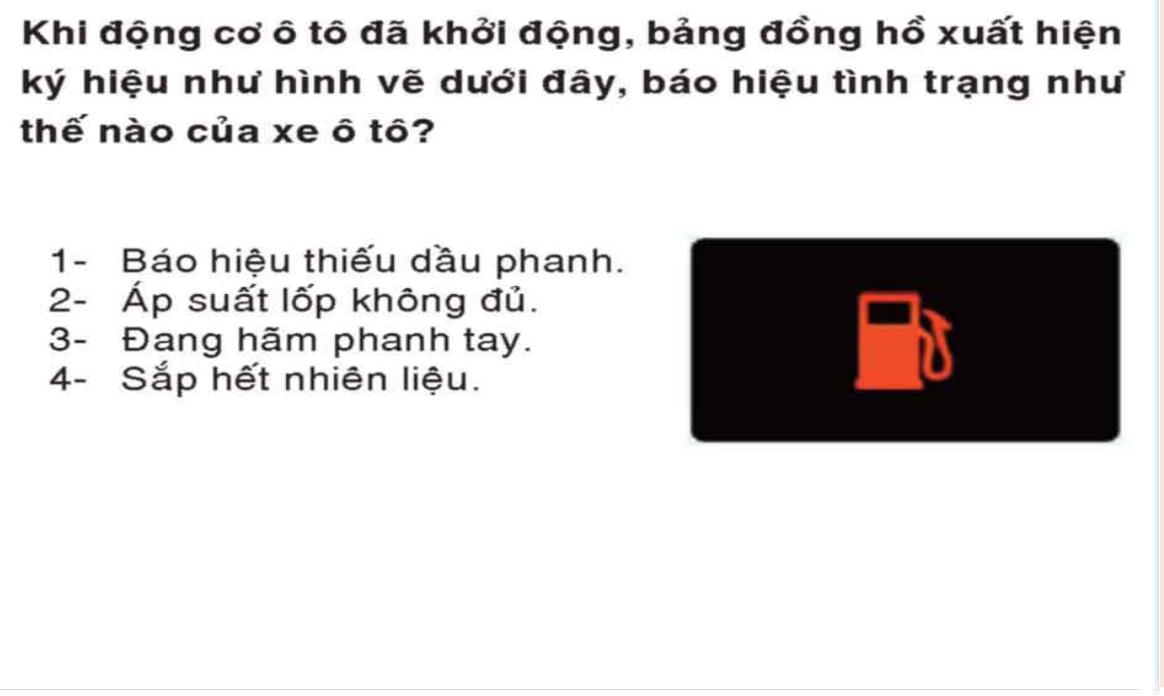 Khi động cơ ô tô đã khởi động, bảng đồng hồ xuất hiện
ký hiệu như hình vẽ dưới đây, báo hiệu tình trạng như
thế nào của xe ô tô?
1- Báo hiệu thiếu dầu phanh.
2- Áp suất lốp không đủ.
3- Đang hãm phanh tay.
4- Sắp hết nhiên liệu.